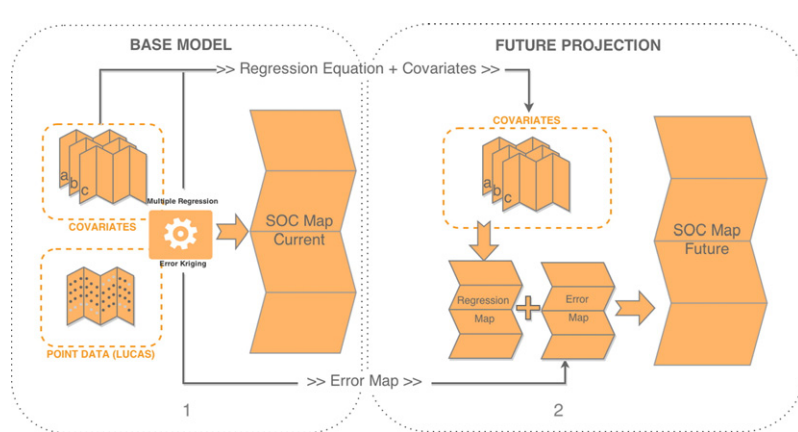 BASE MODEL
FUTURE PROJECTION
>> Regression Equation + Covariates >>
COVARIATES
a
b
c
a
b
c
Multiple Regression
COVARIATES
SOC Map
Current
SOC Map
Future
Error Kriging
Regression
Map
Error
Map
POINT DATA (LUCAS)
>> Error Map >>
1
2